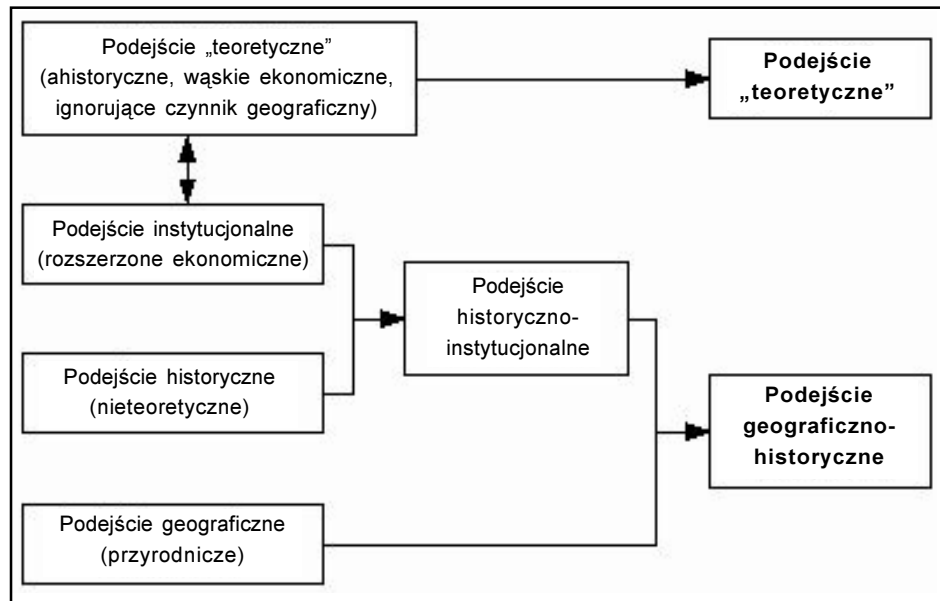 Podejście „teoretyczne”
(ahistoryczne, wąskie ekonomiczne,
ignorujące czynnik geograficzny)
Podejście
„teoretyczne”
Podejście instytucjonalne
(rozszerzone ekonomiczne)
Podejście
historyczno-
instytucjonalne
Podejście historyczne
(nieteoretyczne)
Podejście
geograficzno-
historyczne
Podejście geograficzne
(przyrodnicze)